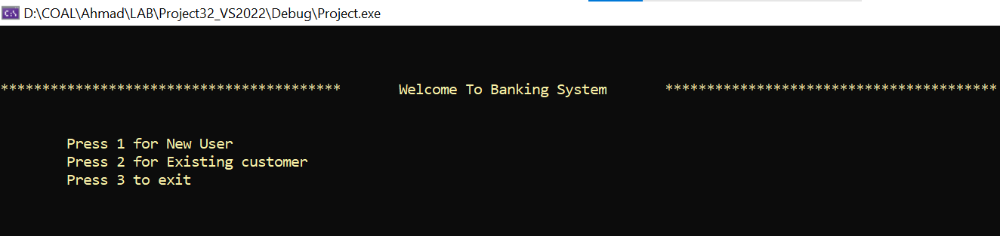 D:\COAL\Ahmad\LAB\Project32_VS2022\Debug\Project.exe
***************************************** Welcome To Banking System ****************************************
Press 1 for New User
Press 2 for Existing customer
Press 3 to exit